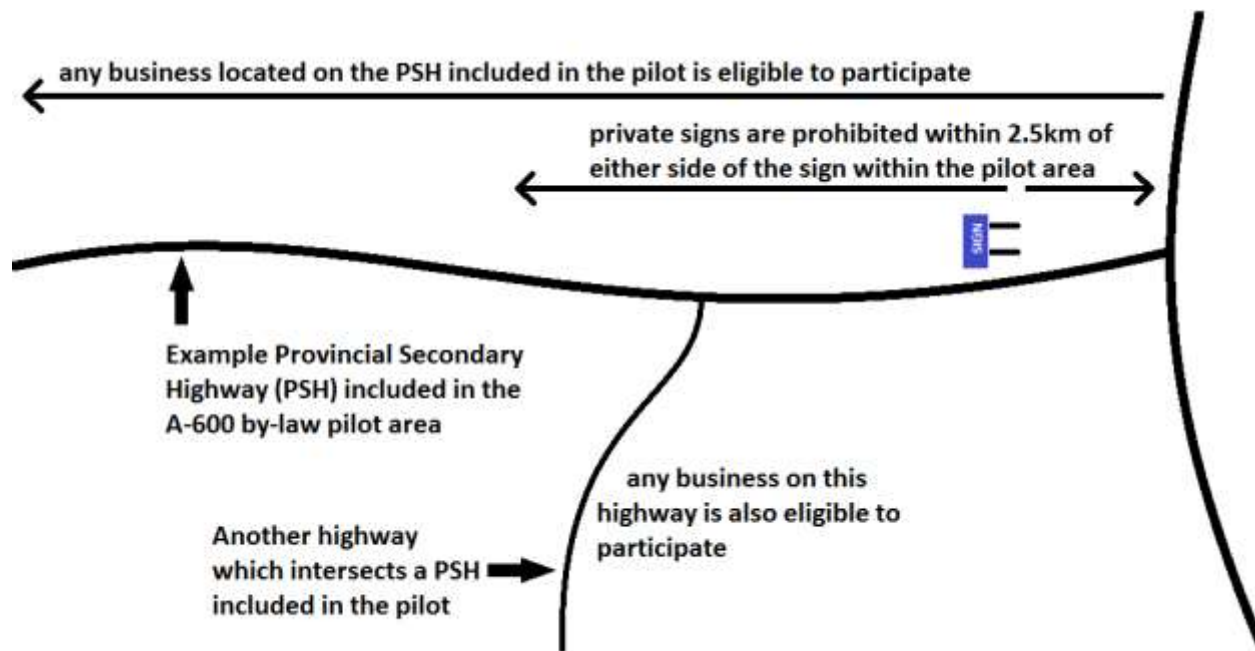 any business located on the PSH included in the pilot is eligible to participate
private signs are prohibited within 2.5km of
either side of the sign within the pilot area
SIGN
Example Provincial Secondary
Highway (PSH) included in the
A-600 by-law pilot area
any business on this
highway is also eligible to
participate
Another highway
which intersects a PSH
included in the pilot